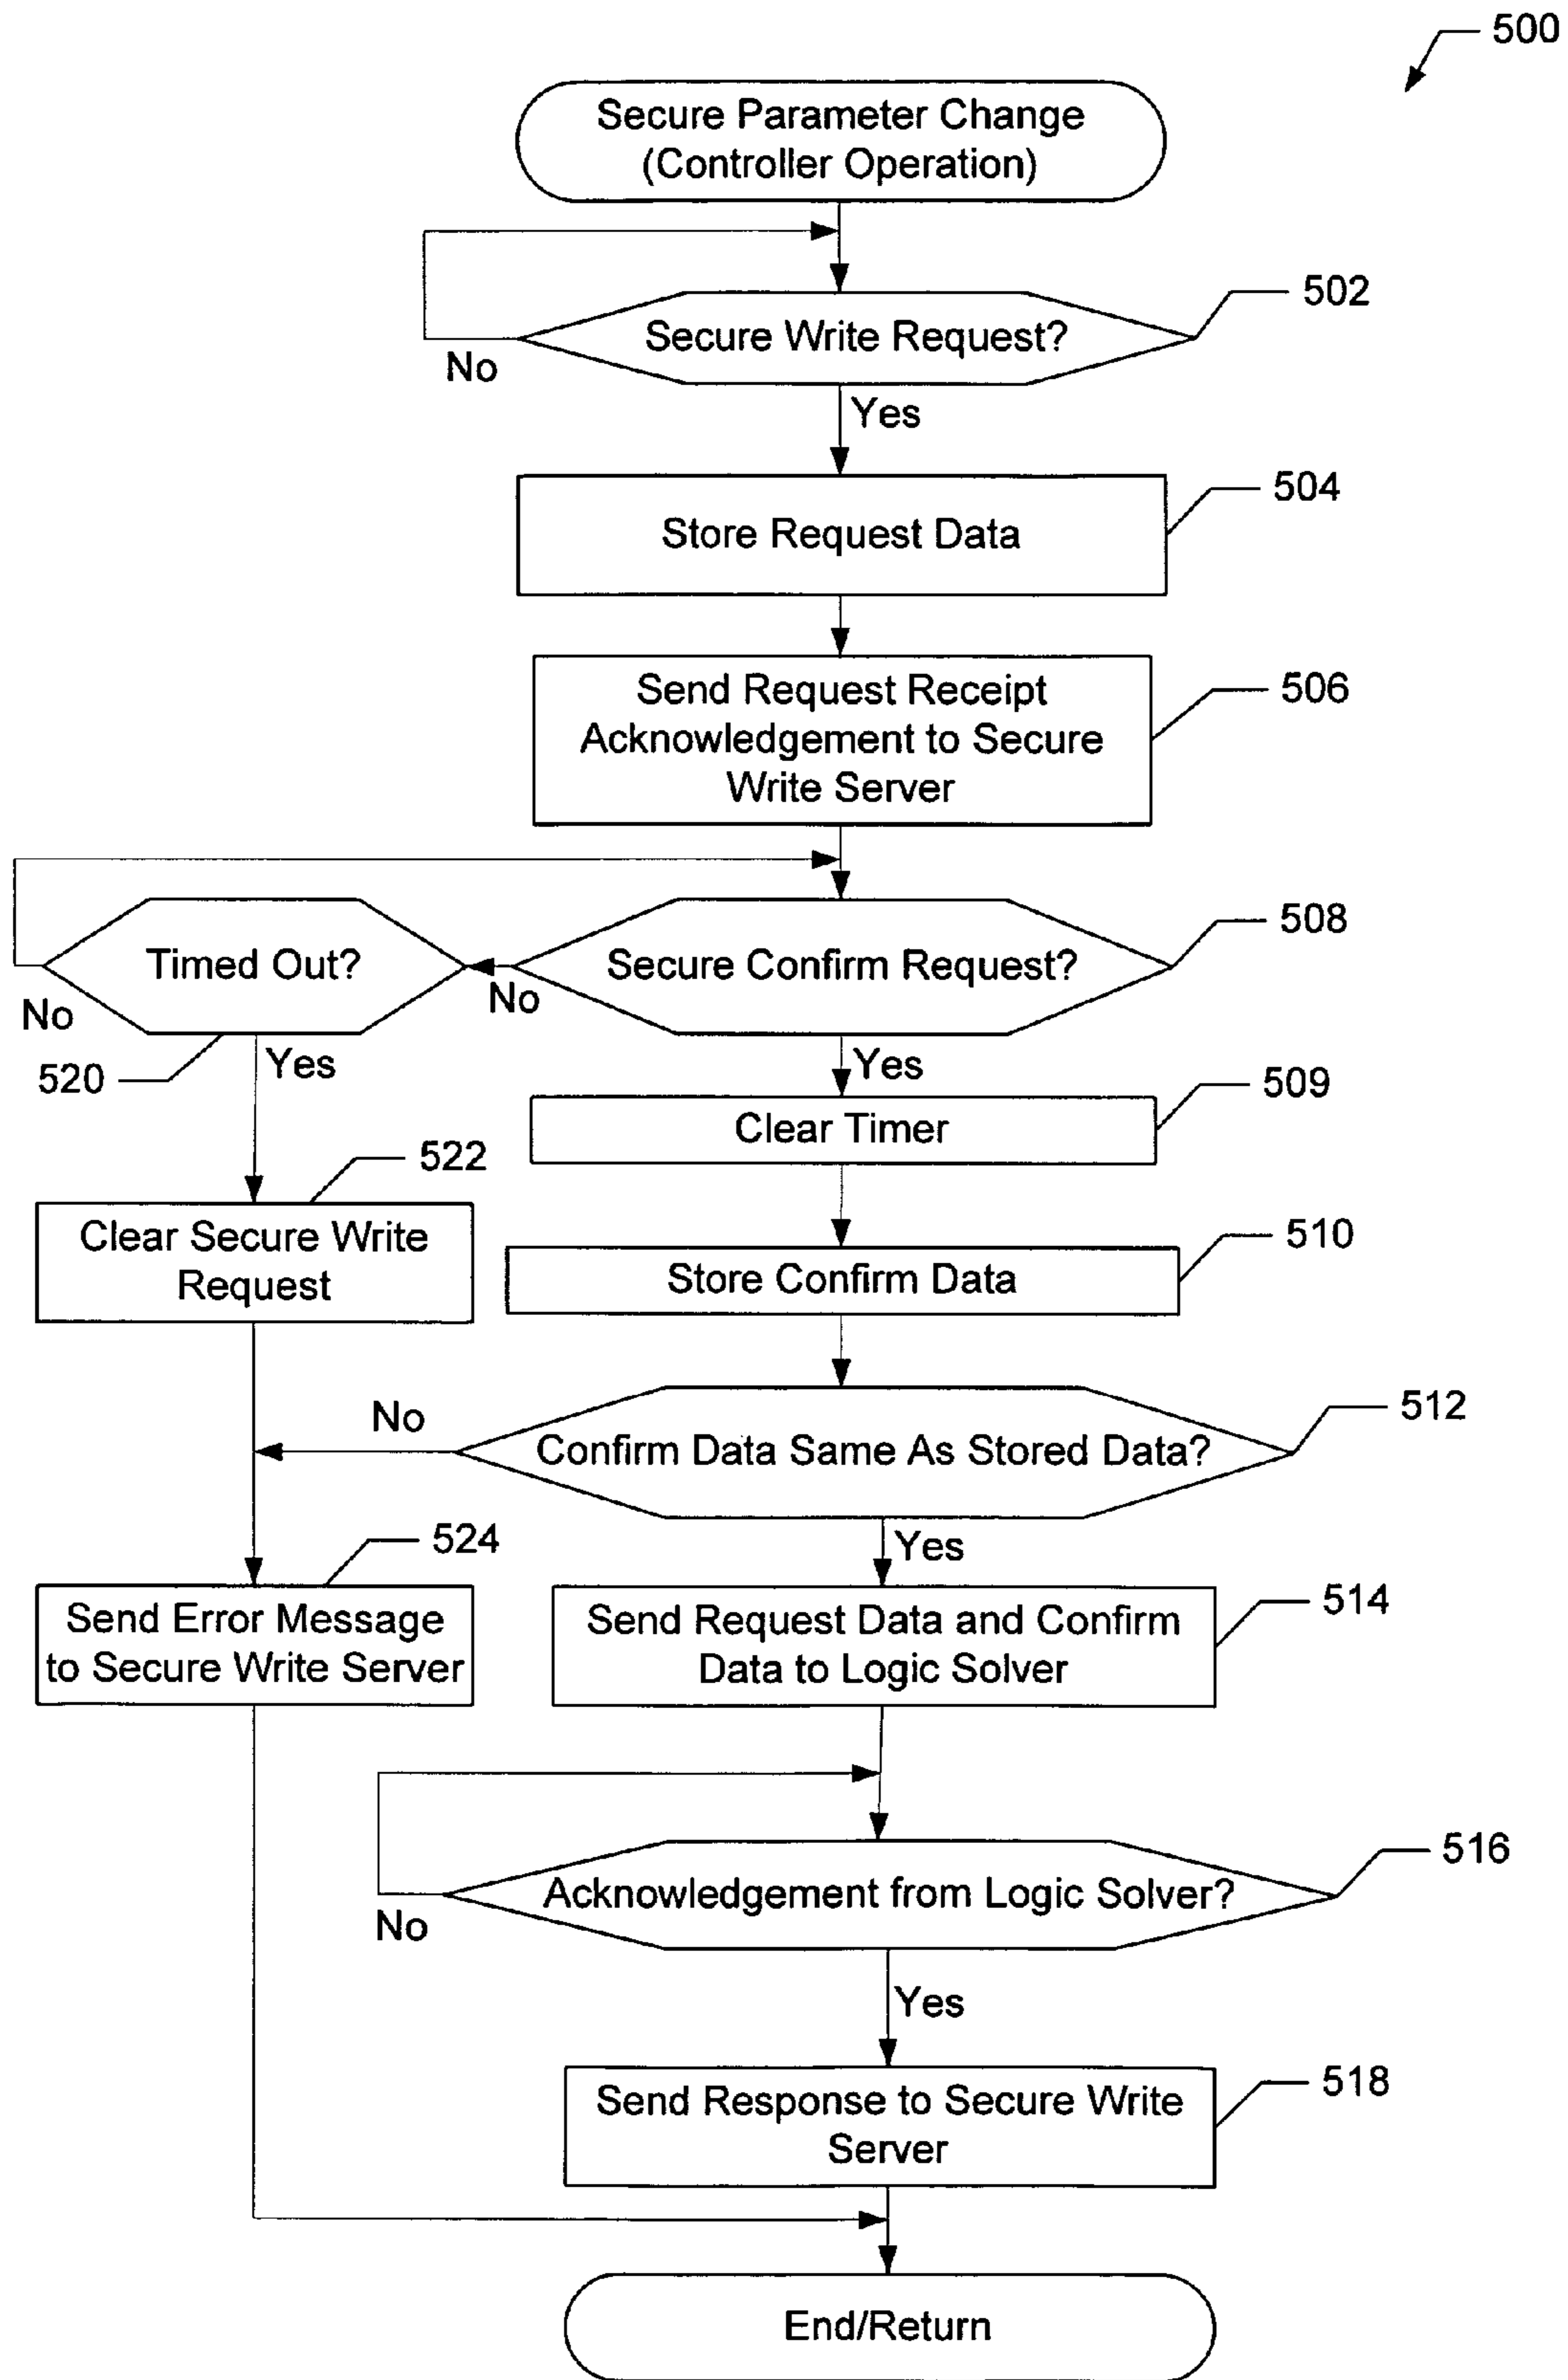 500
Secure Parameter Change
(Controller Operation)
502
Secure Write Request?
No
Yes
504
Store Request Data
Send Request Receipt
Acknowledgement to Secure
Write Server
506
508
Timed Out?
Secure Confirm Request?
No
No
520
Yes
Yes
509
Clear Timer
522
Clear Secure Write
Request
510
Store Confirm Data
No
512
Confirm Data Same As Stored Data?
524
Yes
Send Error Message
to Secure Write Server
514
Send Request Data and Confirm
Data to Logic Solver
516
Acknowledgement from Logic Solver?
No
Yes
518
Send Response to Secure Write
Server
End/Return